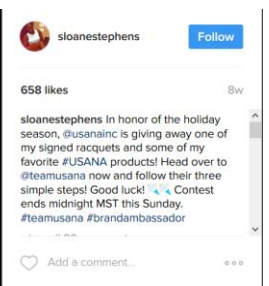 sloanestephens
Follow
658 likes
8w
sloanestephens In honor of the holiday
season, @usanainc is giving away one of
my signed racquets and some of my
favorite #USANA products! Head over to
@teamusana now and follow their three
simple steps! Good luck! Contest
ends midnight MST this Sunday.
#teamusana #brandambassador
Add a comment...